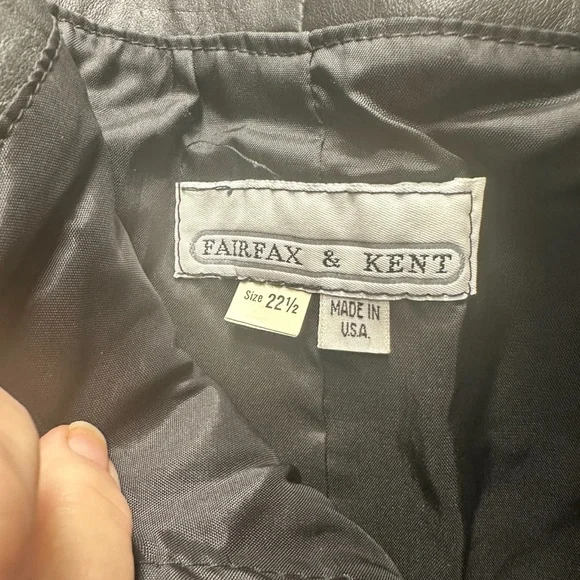 FAIRFAX & KENT
Size 22½
MADE IN
U.S.A.